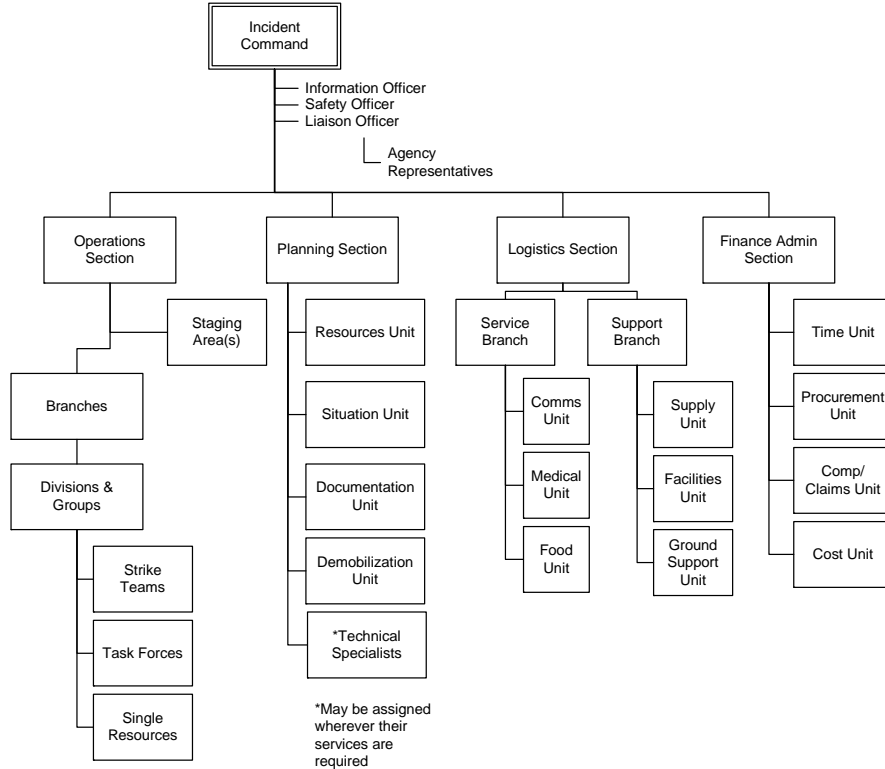 Incident
Command
Information Officer
Safety Officer
Liaison Officer
Agency
Representatives
Operations
Section
Planning Section
Logistics Section
Finance Admin
Section
Staging
Area(s)
Branches
Divisions &
Groups
Strike
Teams
Task Forces
Single
Resources
Resources Unit
Situation Unit
Documentation
Unit
Demobilization
Unit
*Technical
Specialists
*May be assigned
wherever their
services are
required
Service
Branch
Comms
Unit
Medical
Unit
Food
Unit
Support
Branch
Supply
Unit
Facilities
Unit
Ground
Support
Unit
Time Unit
Procurement
Unit
Comp/
Claims Unit
Cost Unit